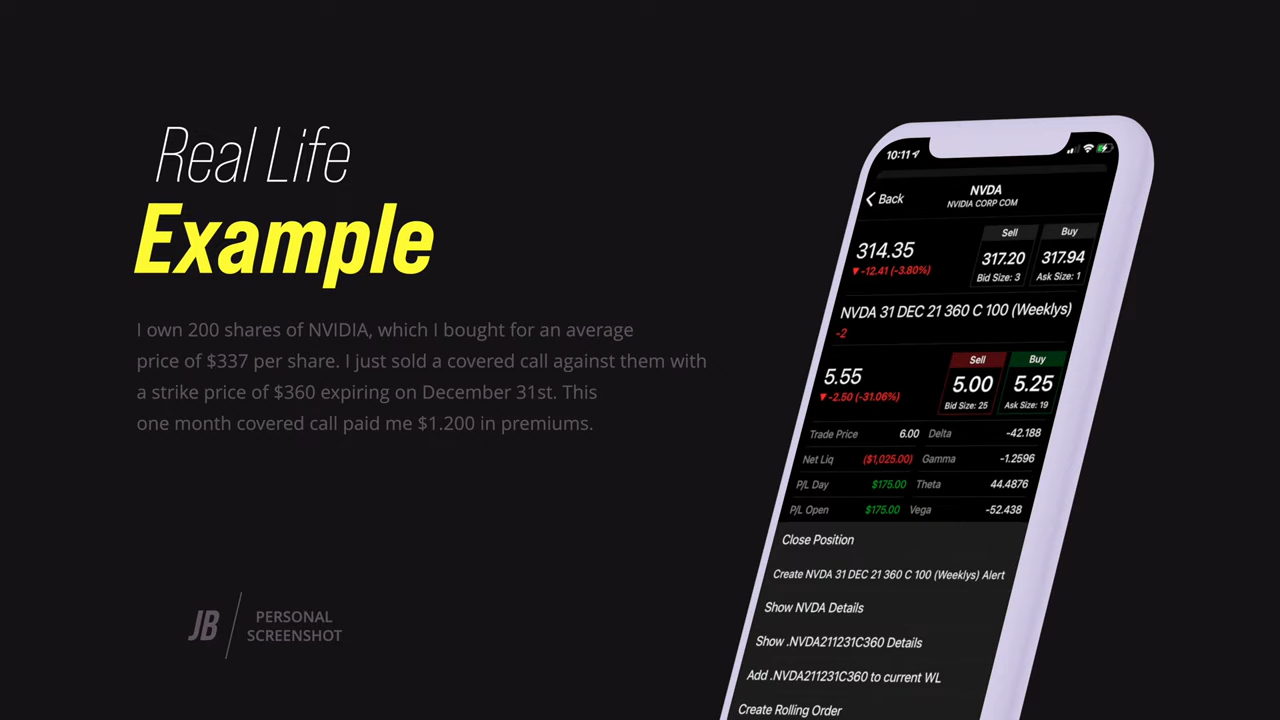 Real Life
Example
I own 200 shares of NVIDIA, which I bought for an average
price of $337 per share. I just sold a covered call against them with
a strike price of $360 expiring on December 31st. This
one month covered call paid me $1.200 in premiums.
JB
PERSONAL
SCREENSHOT
10:11
Back
NVDA
NVIDIA CORP COM
314.35
-12.41 (-3.80%)
Sell
317.20
Bid Size: 3
Buy
317.94
Ask Size: 1
NVDA 31 DEC 21 360 C 100 (Weeklys)
-2
5.55
-2.50 (-31.06%)
Sell
5.00
Bid Size: 25
Buy
5.25
Ask Size: 19
Trade Price 6.00 Delta -42.188
Net Liq ($1,025.00) Gamma -1.2596
P/L Day $175.00 Theta 44.4876
P/L Open $175.00 Vega -52.438
Close Position
Create NVDA 31 DEC 21 360 C 100 (Weeklys) Alert
Show NVDA Details
Show .NVDA211231C360 Details
Add .NVDA211231C360 to current WL
Create Rolling Order